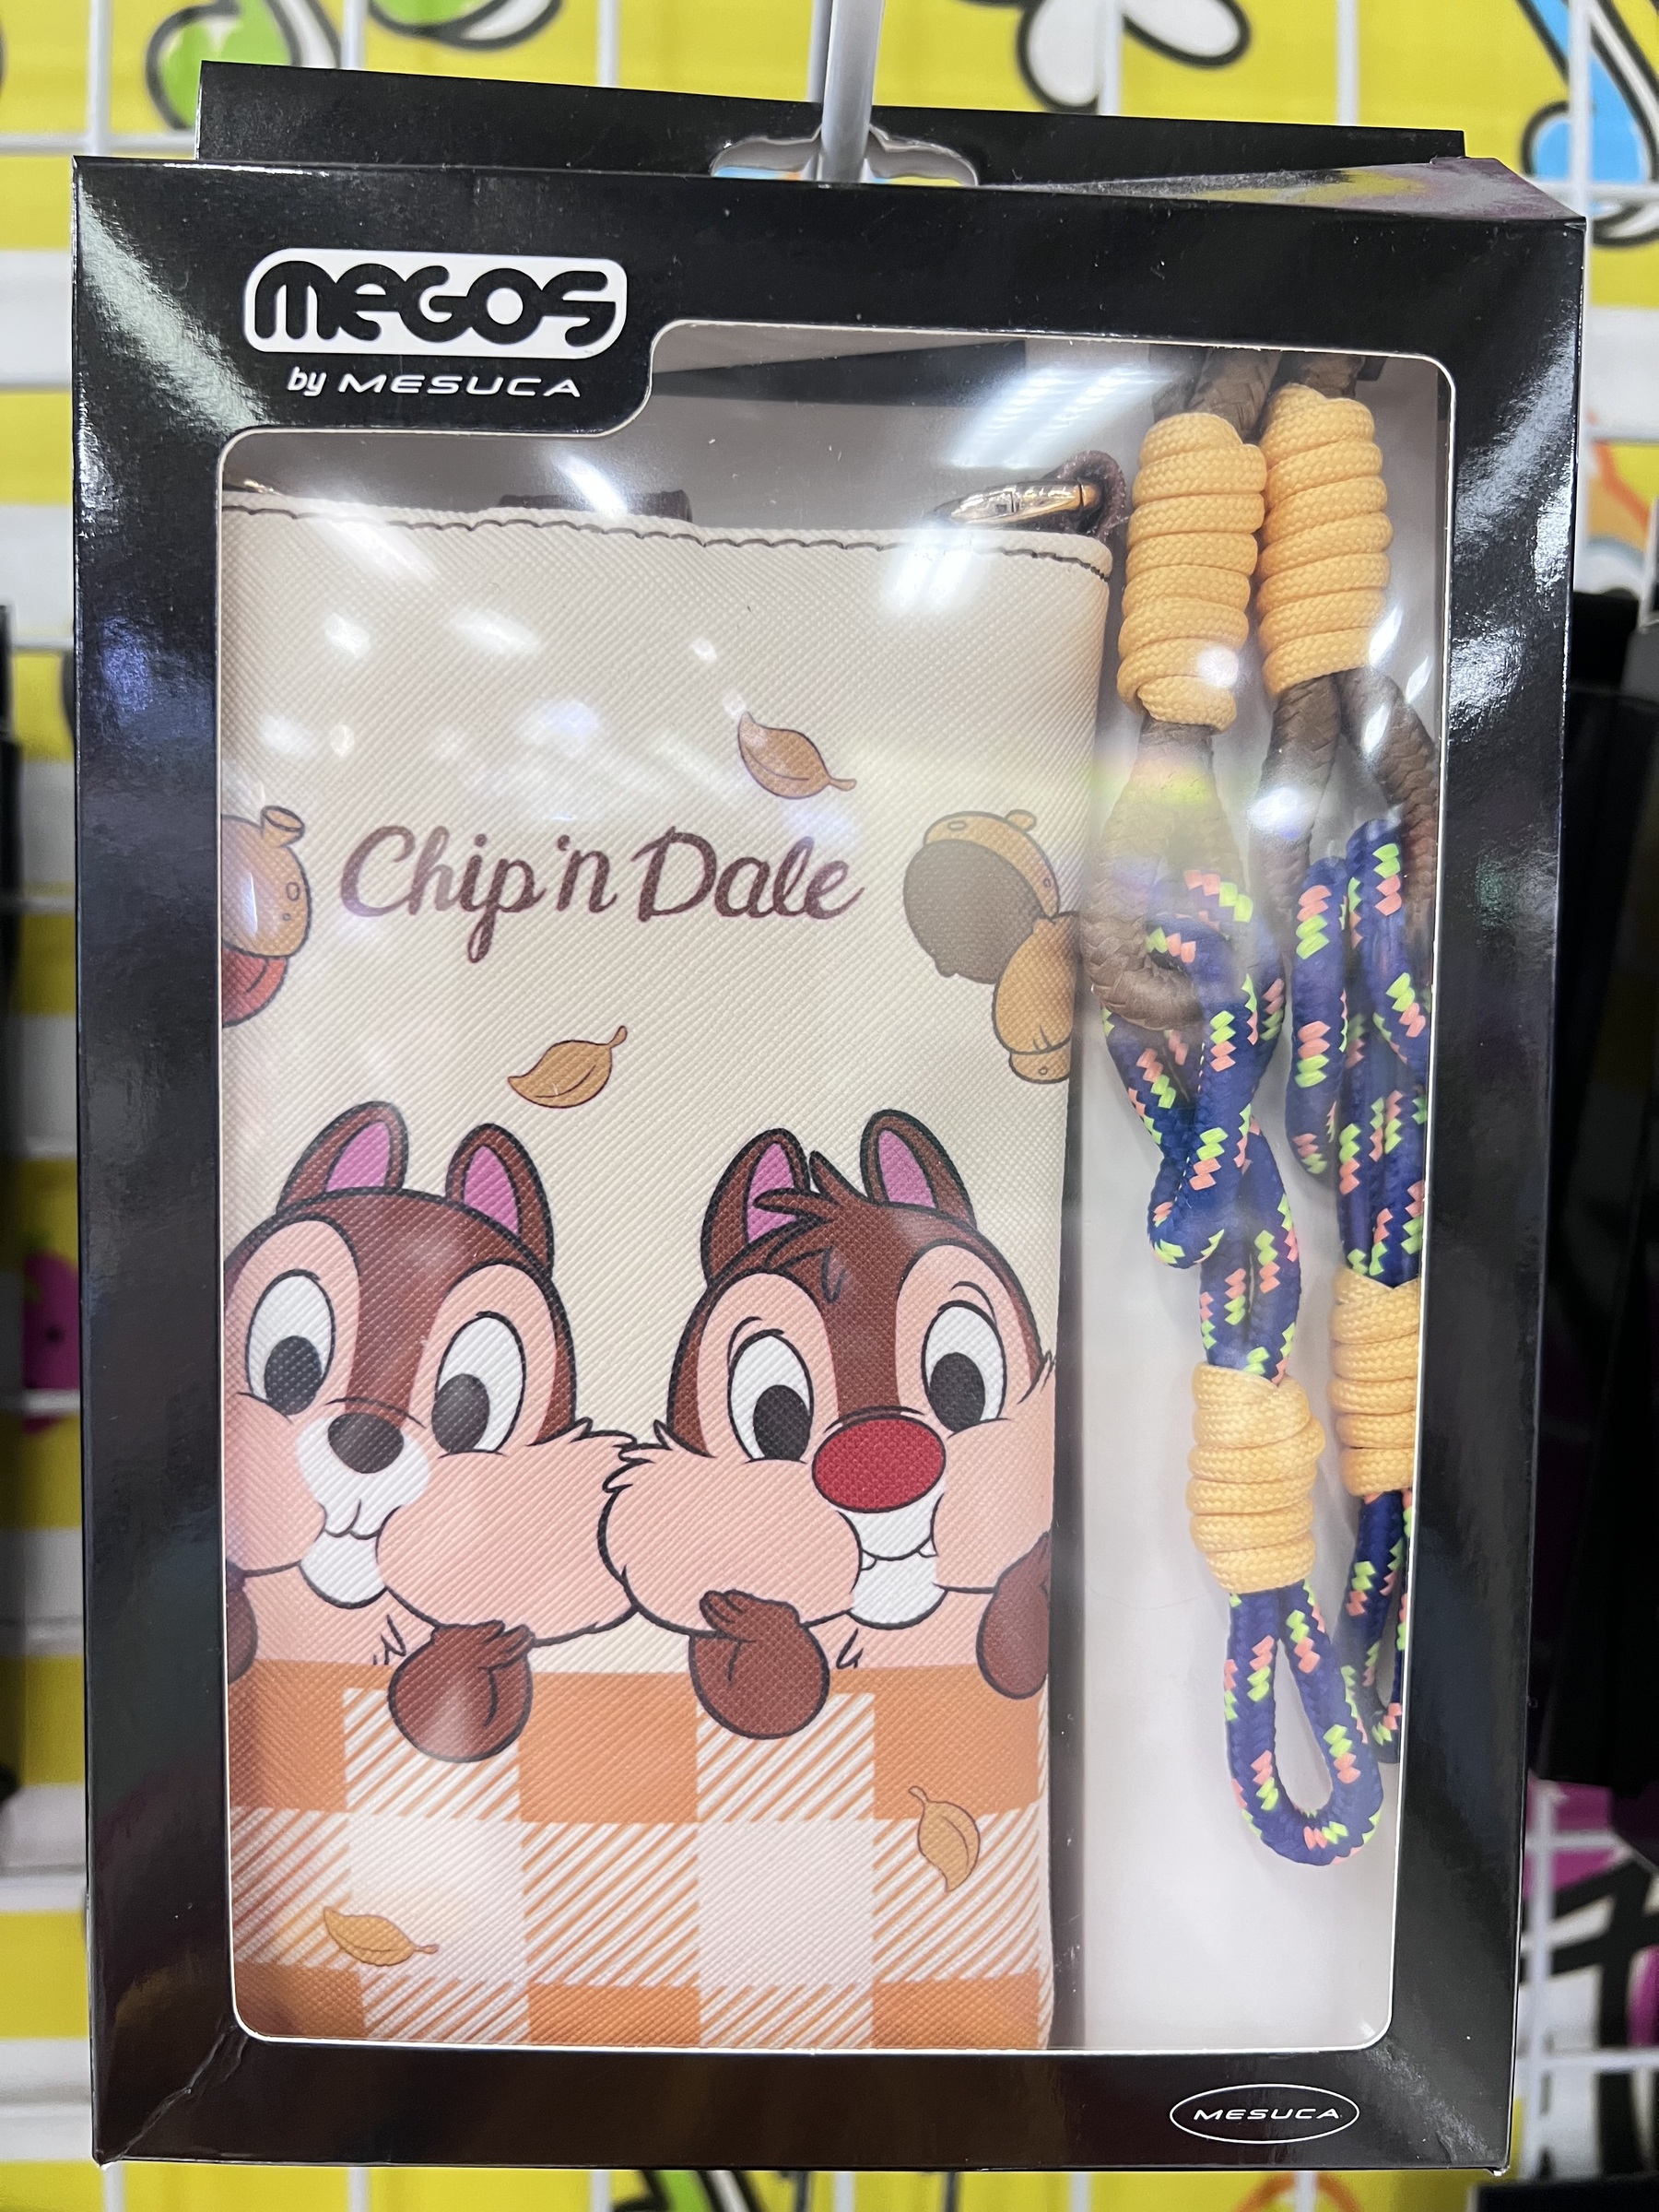 MEGOS
by MESUCA
Chip 'n Dale
MESUCA